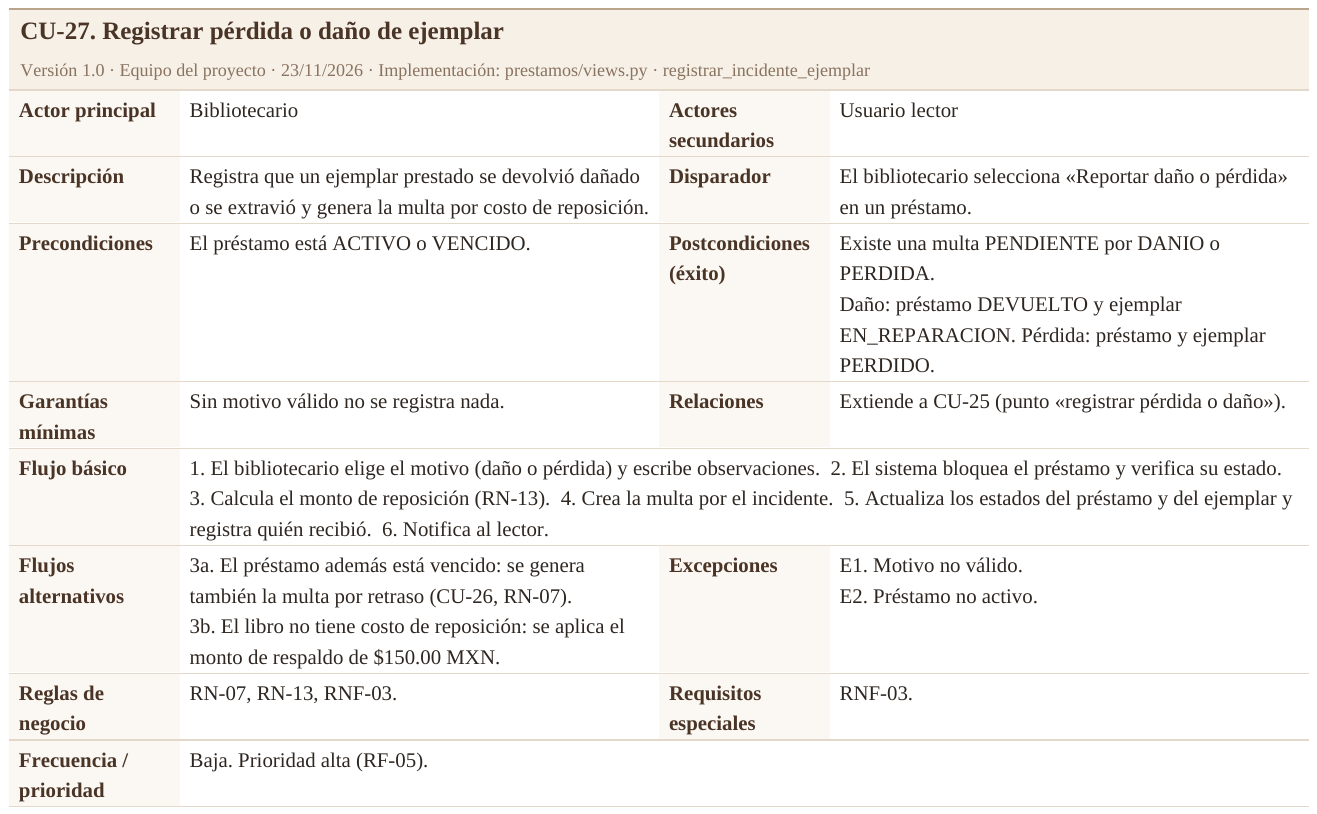 CU-27. Registrar pérdida o daño de ejemplar
Versión 1.0 · Equipo del proyecto · 23/11/2026 · Implementación: prestamos/views.py · registrar_incidente_ejemplar
Actor principal
Bibliotecario
Actores
secundarios
Usuario lector
Descripción
Registra que un ejemplar prestado se devolvió dañado
o se extravió y genera la multa por costo de reposición.
Disparador
El bibliotecario selecciona «Reportar daño o pérdida»
en un préstamo.
Precondiciones
El préstamo está ACTIVO o VENCIDO.
Postcondiciones
(éxito)
Existe una multa PENDIENTE por DANIO o
PERDIDA.
Daño: préstamo DEVUELTO y ejemplar
EN_REPARACION. Pérdida: préstamo y ejemplar
PERDIDO.
Garantías
mínimas
Sin motivo válido no se registra nada.
Relaciones
Extiende a CU-25 (punto «registrar pérdida o daño»).
Flujo básico
1. El bibliotecario elige el motivo (daño o pérdida) y escribe observaciones. 2. El sistema bloquea el préstamo y verifica su estado.
3. Calcula el monto de reposición (RN-13). 4. Crea la multa por el incidente. 5. Actualiza los estados del préstamo y del ejemplar y
registra quién recibió. 6. Notifica al lector.
Flujos
alternativos
3a. El préstamo además está vencido: se genera
también la multa por retraso (CU-26, RN-07).
3b. El libro no tiene costo de reposición: se aplica el
monto de respaldo de $150.00 MXN.
Excepciones
E1. Motivo no válido.
E2. Préstamo no activo.
Reglas de
negocio
RN-07, RN-13, RNF-03.
Requisitos
especiales
RNF-03.
Frecuencia /
prioridad
Baja. Prioridad alta (RF-05).